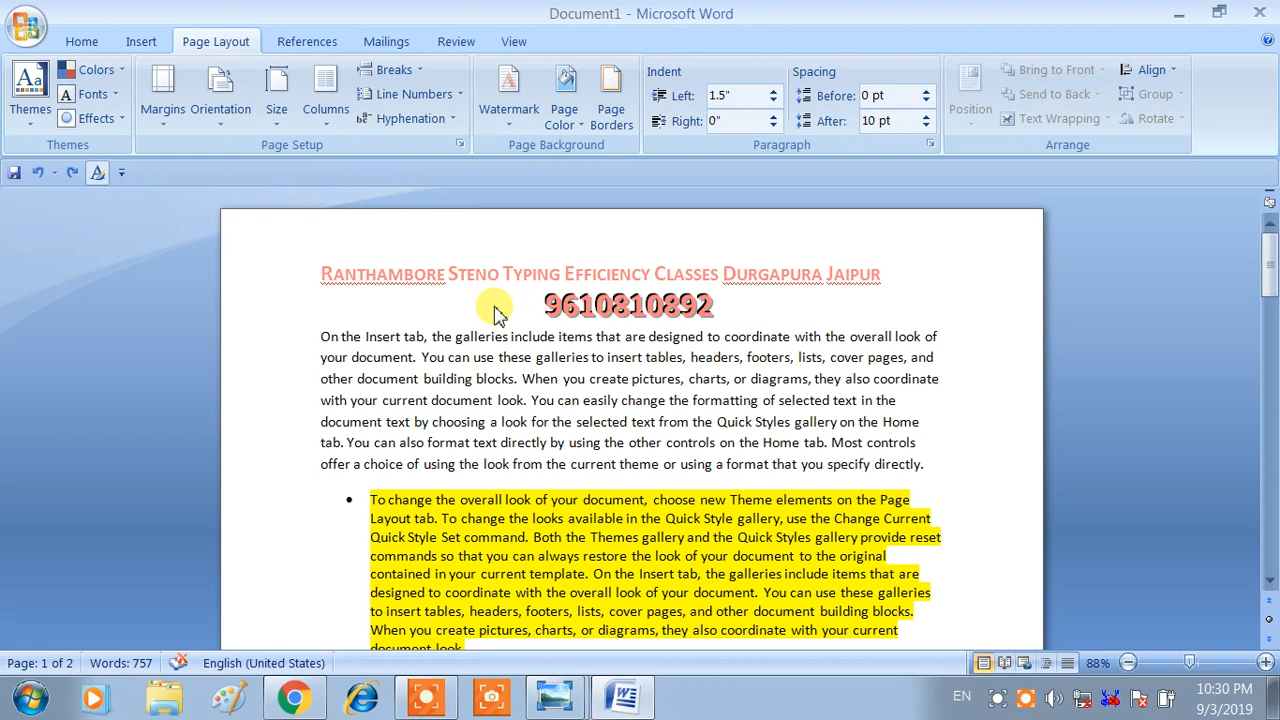 Document1 - Microsoft Word
Home Insert Page Layout References Mailings Review View
Themes
Colors
Fonts
Effects
Themes
Margins
Orientation
Size
Columns
Breaks
Line Numbers
Hyphenation
Page Setup
Watermark
Page Color
Page Borders
Page Background
Indent
Left: 1.5"
Right: 0"
Spacing
Before: 0 pt
After: 10 pt
Paragraph
Position
Bring to Front
Send to Back
Text Wrapping
Align
Group
Rotate
Arrange
Ranthambore Steno Typing Efficiency Classes Durgapura Jaipur
9610810892
On the Insert tab, the galleries include items that are designed to coordinate with the overall look of
your document. You can use these galleries to insert tables, headers, footers, lists, cover pages, and
other document building blocks. When you create pictures, charts, or diagrams, they also coordinate
with your current document look. You can easily change the formatting of selected text in the
document text by choosing a look for the selected text from the Quick Styles gallery on the Home
tab. You can also format text directly by using the other controls on the Home tab. Most controls
offer a choice of using the look from the current theme or using a format that you specify directly.
• To change the overall look of your document, choose new Theme elements on the Page
Layout tab. To change the looks available in the Quick Style gallery, use the Change Current
Quick Style Set command. Both the Themes gallery and the Quick Styles gallery provide reset
commands so that you can always restore the look of your document to the original
contained in your current template. On the Insert tab, the galleries include items that are
designed to coordinate with the overall look of your document. You can use these galleries
to insert tables, headers, footers, lists, cover pages, and other document building blocks.
When you create pictures, charts, or diagrams, they also coordinate with your current
document look.
Page: 1 of 2 Words: 757 English (United States) 88%
EN 10:30 PM
9/3/2019